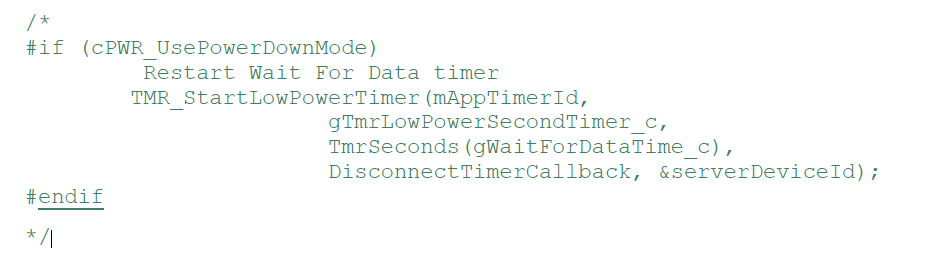 /*
#if (cPWR_UsePowerDownMode)
Restart Wait For Data timer
TMR_StartLowPowerTimer(mAppTimerId,
gTmrLowPowerSecondTimer_c,
TmrSeconds(gWaitForDataTime_c),
DisconnectTimerCallback, &serverDeviceId);
#endif
*/